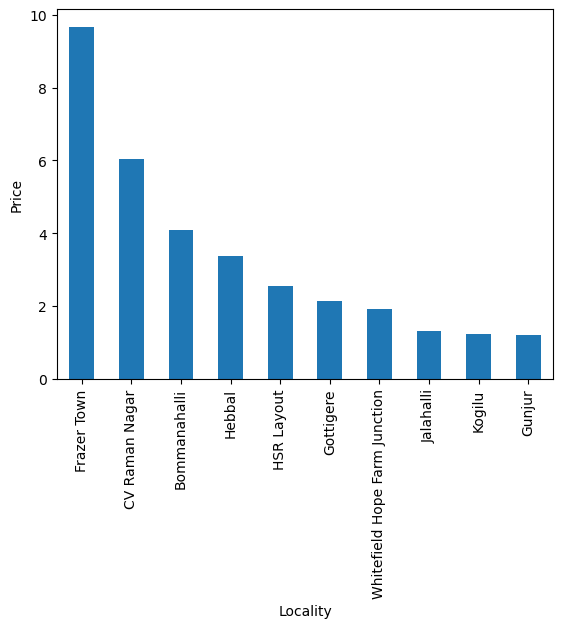 10
8
6
4
2
0
Price
Frazer Town
CV Raman Nagar
Bommanahalli
Hebbal
HSR Layout
Gottigere
Whitefield Hope Farm Junction
Jalahalli
Kogilu
Gunjur
Locality